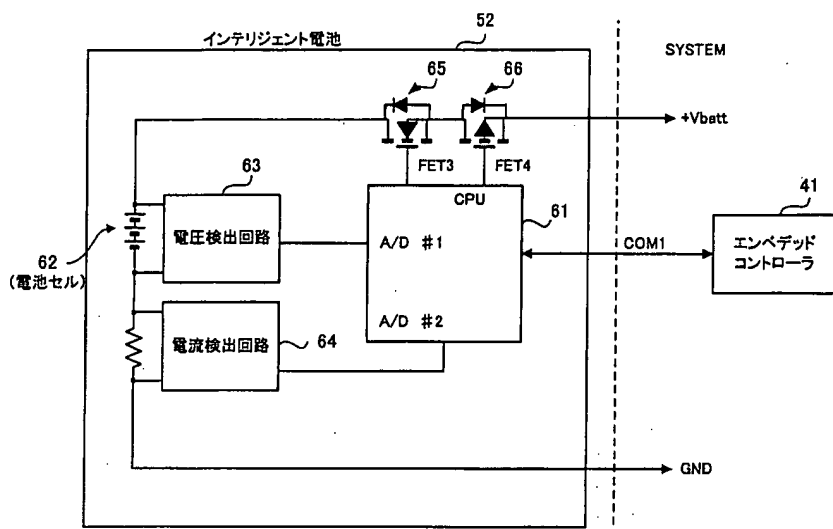 インテリジェント電池
52
SYSTEM
65
66
+Vbatt
FET3
FET4
63
CPU
61
41
電圧検出回路
A/D #1
COM1
エンベデッド
コントローラ
62
(電池セル)
A/D #2
電流検出回路
64
GND